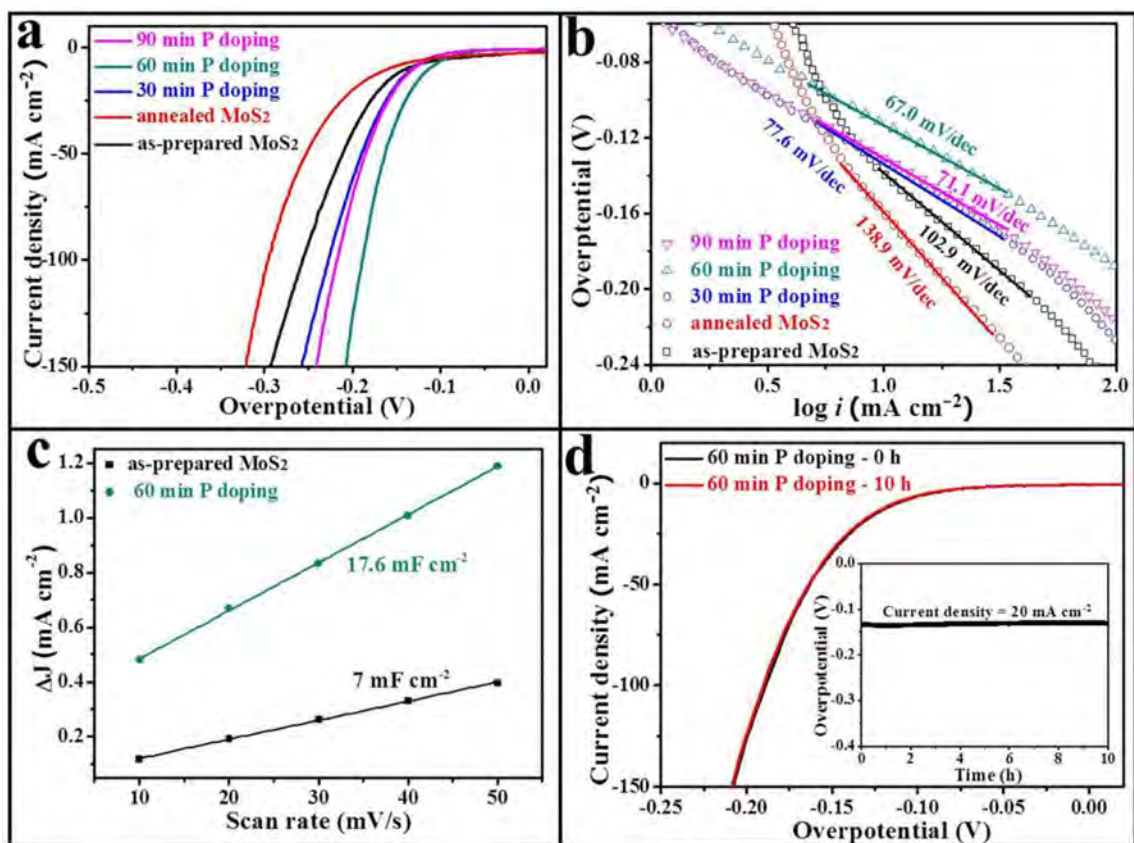 a
90 min P doping
60 min P doping
30 min P doping
annealed MoS₂
as-prepared MoS₂
Current density (mA cm⁻²)
0
-50
-100
-150
-0.5 -0.4 -0.3 -0.2 -0.1 0.0
Overpotential (V)
b
67.0 mV/dec
77.6 mV/dec
71.1 mV/dec
102.9 mV/dec
138.9 mV/dec
90 min P doping
60 min P doping
30 min P doping
annealed MoS₂
as-prepared MoS₂
Overptential (V)
-0.08
-0.12
-0.16
-0.20
-0.24
0.0 0.5 1.0 1.5 2.0
log i (mA cm⁻²)
c
as-prepared MoS₂
60 min P doping
17.6 mF cm⁻²
7 mF cm⁻²
ΔJ (mA cm⁻²)
1.2
1.0
0.8
0.6
0.4
0.2
10 20 30 40 50
Scan rate (mV/s)
d
60 min P doping - 0 h
60 min P doping - 10 h
Current density (mA cm⁻²)
0
-50
-100
-150
-0.25 -0.20 -0.15 -0.10 -0.05 0.00
Overpotential (V)
Current density = 20 mA cm⁻²
Overpotential (V)
0.0
-0.1
-0.2
-0.3
-0.4
0 2 4 6 8 10
Time (h)